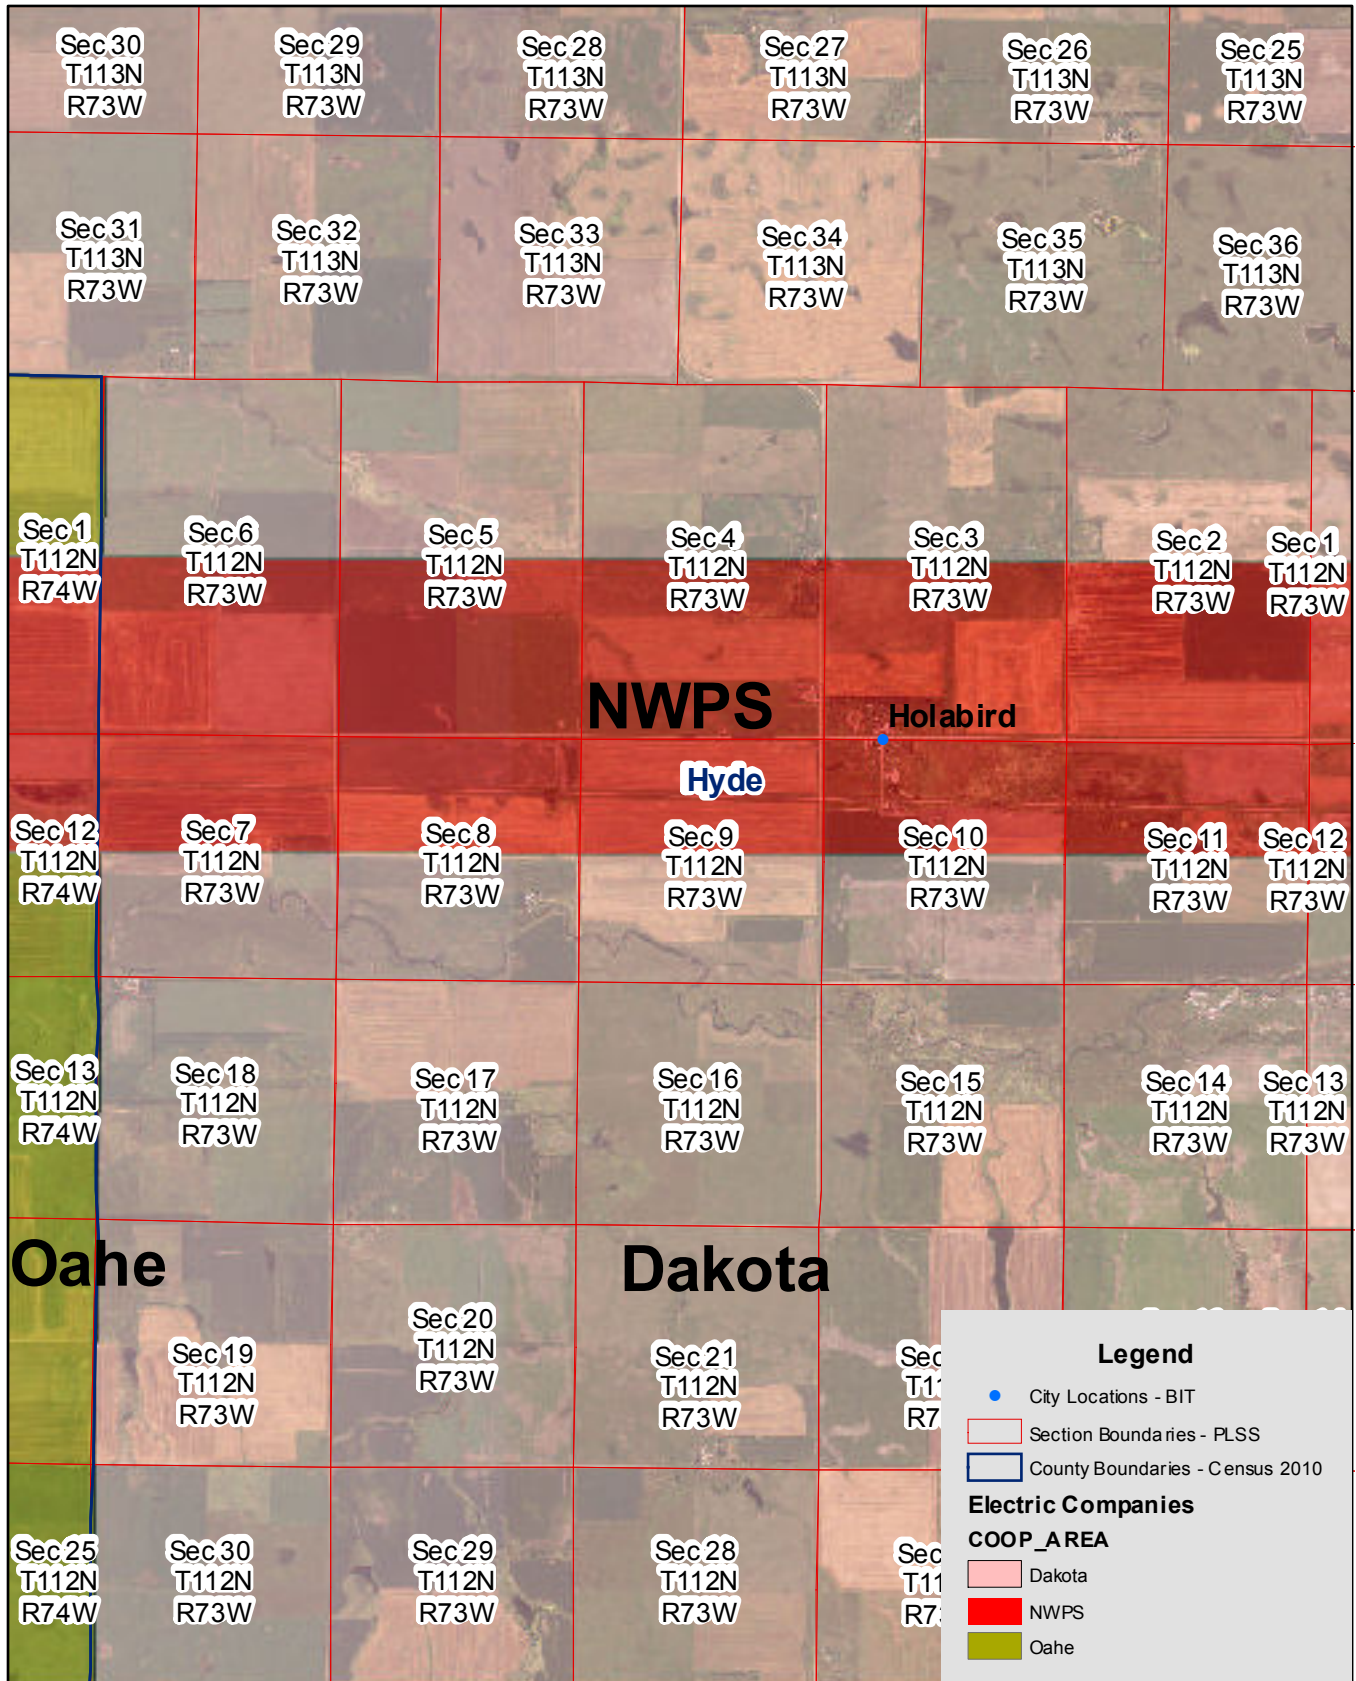 Sec 30
T113N
R73W
Sec 29
T113N
R73W
Sec 28
T113N
R73W
Sec 27
T113N
R73W
Sec 26
T113N
R73W
Sec 25
T113N
R73W
Sec 31
T113N
R73W
Sec 32
T113N
R73W
Sec 33
T113N
R73W
Sec 34
T113N
R73W
Sec 35
T113N
R73W
Sec 36
T113N
R73W
Sec 1
T112N
R74W
Sec 6
T112N
R73W
Sec 5
T112N
R73W
Sec 4
T112N
R73W
Sec 3
T112N
R73W
Sec 2
T112N
R73W
Sec 1
T112N
R73W
NWPS
Holabird
Hyde
Sec 12
T112N
R74W
Sec 7
T112N
R73W
Sec 8
T112N
R73W
Sec 9
T112N
R73W
Sec 10
T112N
R73W
Sec 11
T112N
R73W
Sec 12
T112N
R73W
Sec 13
T112N
R74W
Sec 18
T112N
R73W
Sec 17
T112N
R73W
Sec 16
T112N
R73W
Sec 15
T112N
R73W
Sec 14
T112N
R73W
Sec 13
T112N
R73W
Oahe
Dakota
Sec 19
T112N
R73W
Sec 20
T112N
R73W
Sec 21
T112N
R73W
Sec
Sec 25
T112N
R74W
Sec 30
T112N
R73W
Sec 29
T112N
R73W
Sec 28
T112N
R73W
Sec
Legend
City Locations - BIT
Section Boundaries - PLSS
County Boundaries - Census 2010
Electric Companies
COOP_AREA
Dakota
NWPS
Oahe